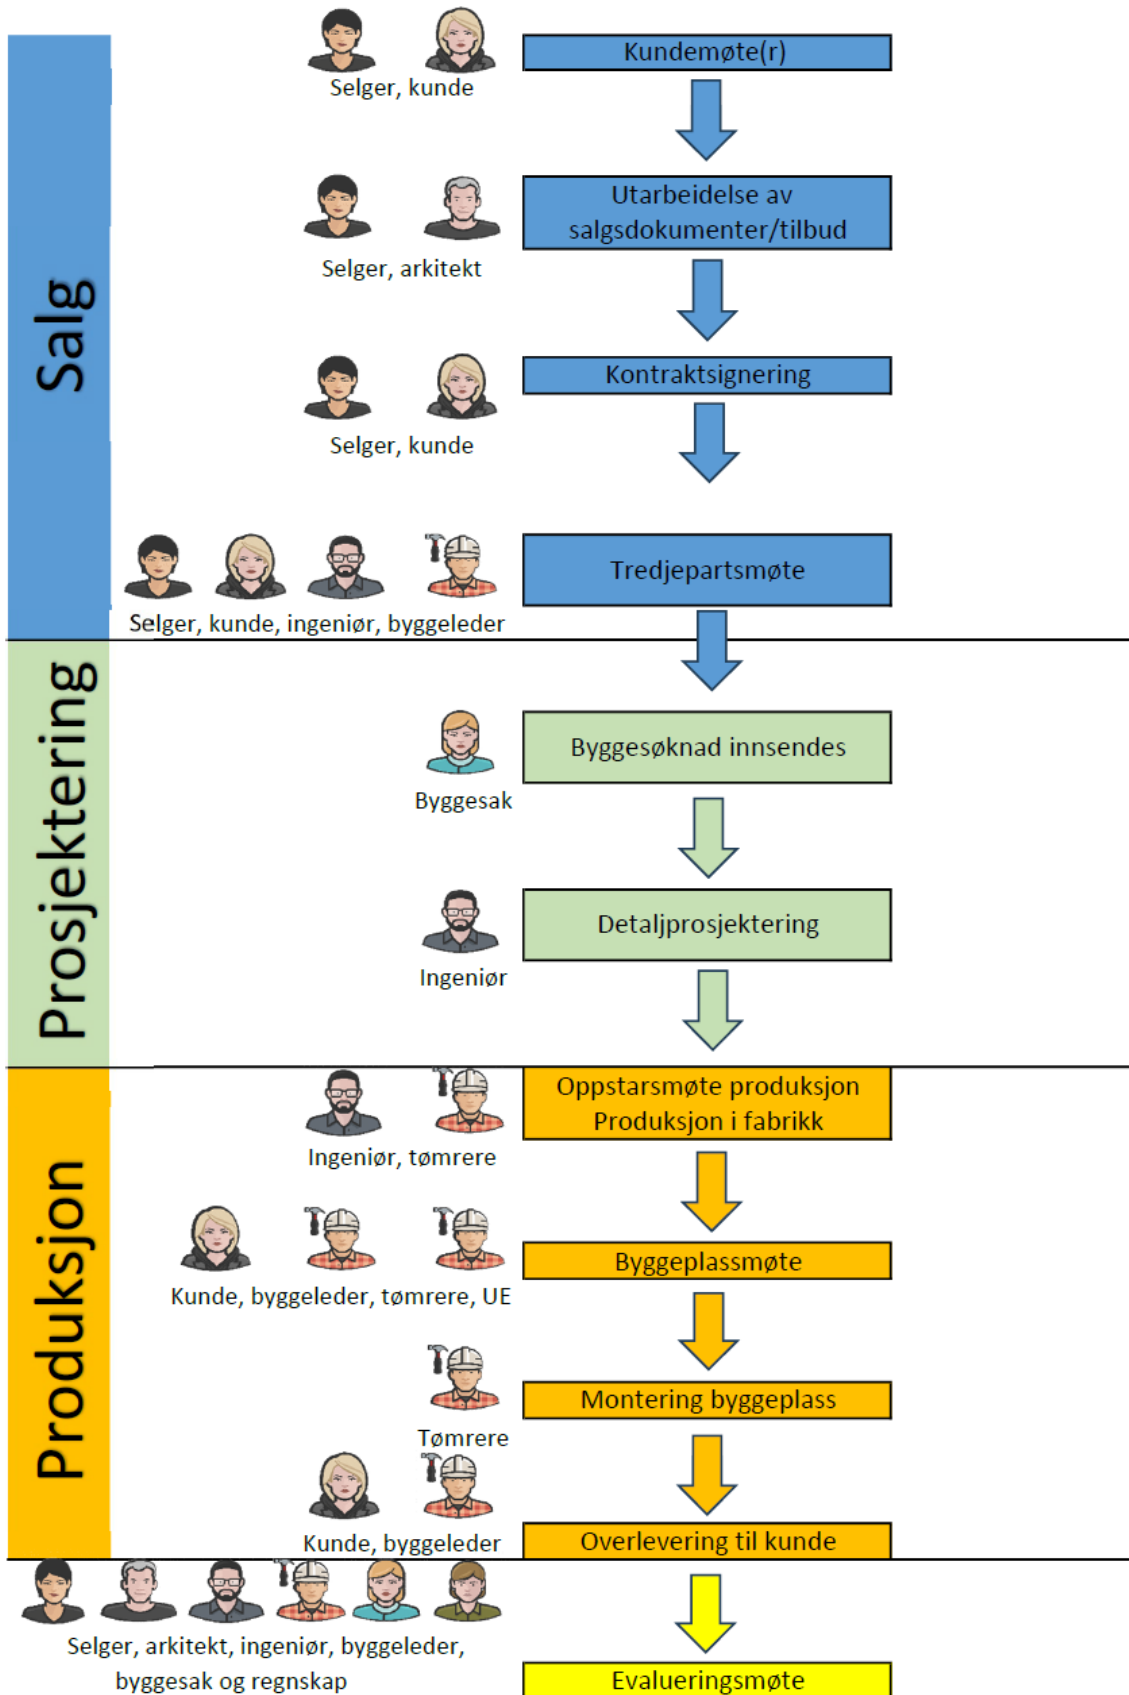 Kundemøte(r)
Selger, kunde
Utarbeidelse av
salgsdokumenter/tilbud
Selger, arkitekt
Salg
Kontraktsignering
Selger, kunde
Tredjepartsmøte
Selger, kunde, ingeniør, byggeleder
Prosjektering
Byggesøknad innsendes
Byggesak
Detaljprosjektering
Ingeniør
Produksjon
Oppstarsmøte produksjon
Produksjon i fabrikk
Ingeniør, tømrere
Byggeplassmøte
Kunde, byggeleder, tømrere, UE
Montering byggeplass
Tømrere
Overlevering til kunde
Kunde, byggeleder
Selger, arkitekt, ingeniør, byggeleder,
byggesak og regnskap
Evalueringsmøte